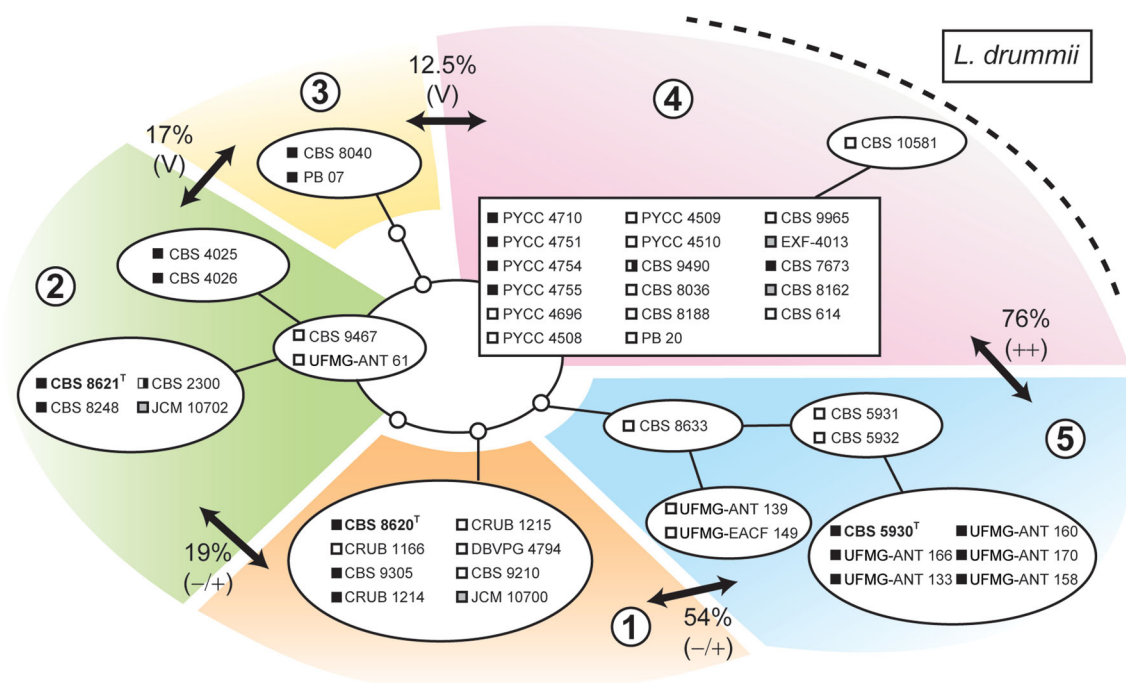 L. drummii
12.5%
(V)
3
4
17%
(V)
CBS 8040
PB 07
CBS 10581
PYCC 4710 PYCC 4509 CBS 9965
PYCC 4751 PYCC 4510 EXF-4013
PYCC 4754 CBS 9490 CBS 7673
PYCC 4755 CBS 8036 CBS 8162
PYCC 4696 CBS 8188 CBS 614
PYCC 4508 PB 20
CBS 4025
CBS 4026
2
CBS 9467
UFMG-ANT 61
76%
(++)
CBS 8621T CBS 2300
CBS 8248 JCM 10702
CBS 8633
CBS 5931
CBS 5932
5
UFMG-ANT 139
UFMG-EACF 149
CBS 5930T UFMG-ANT 160
UFMG-ANT 166 UFMG-ANT 170
UFMG-ANT 133 UFMG-ANT 158
CBS 8620T CRUB 1215
CRUB 1166 DBVPG 4794
CBS 9305 CBS 9210
CRUB 1214 JCM 10700
19%
(−/+)
1
54%
(−/+)